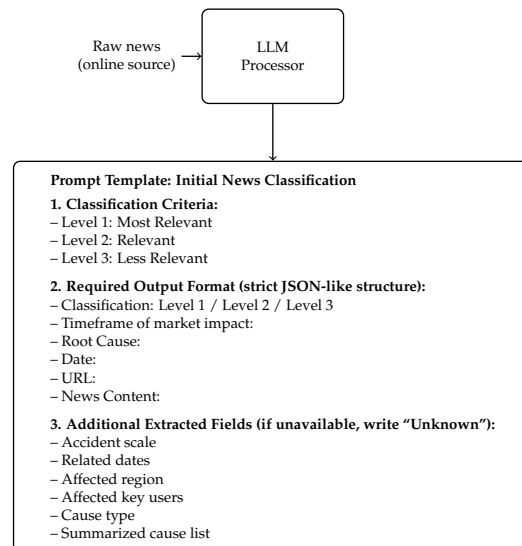 Raw news
(online source)
LLM
Processor
Prompt Template: Initial News Classification
1. Classification Criteria:
– Level 1: Most Relevant
– Level 2: Relevant
– Level 3: Less Relevant
2. Required Output Format (strict JSON-like structure):
– Classification: Level 1 / Level 2 / Level 3
– Timeframe of market impact:
– Root Cause:
– Date:
– URL:
– News Content:
3. Additional Extracted Fields (if unavailable, write “Unknown”):
– Accident scale
– Related dates
– Affected region
– Affected key users
– Cause type
– Summarized cause list